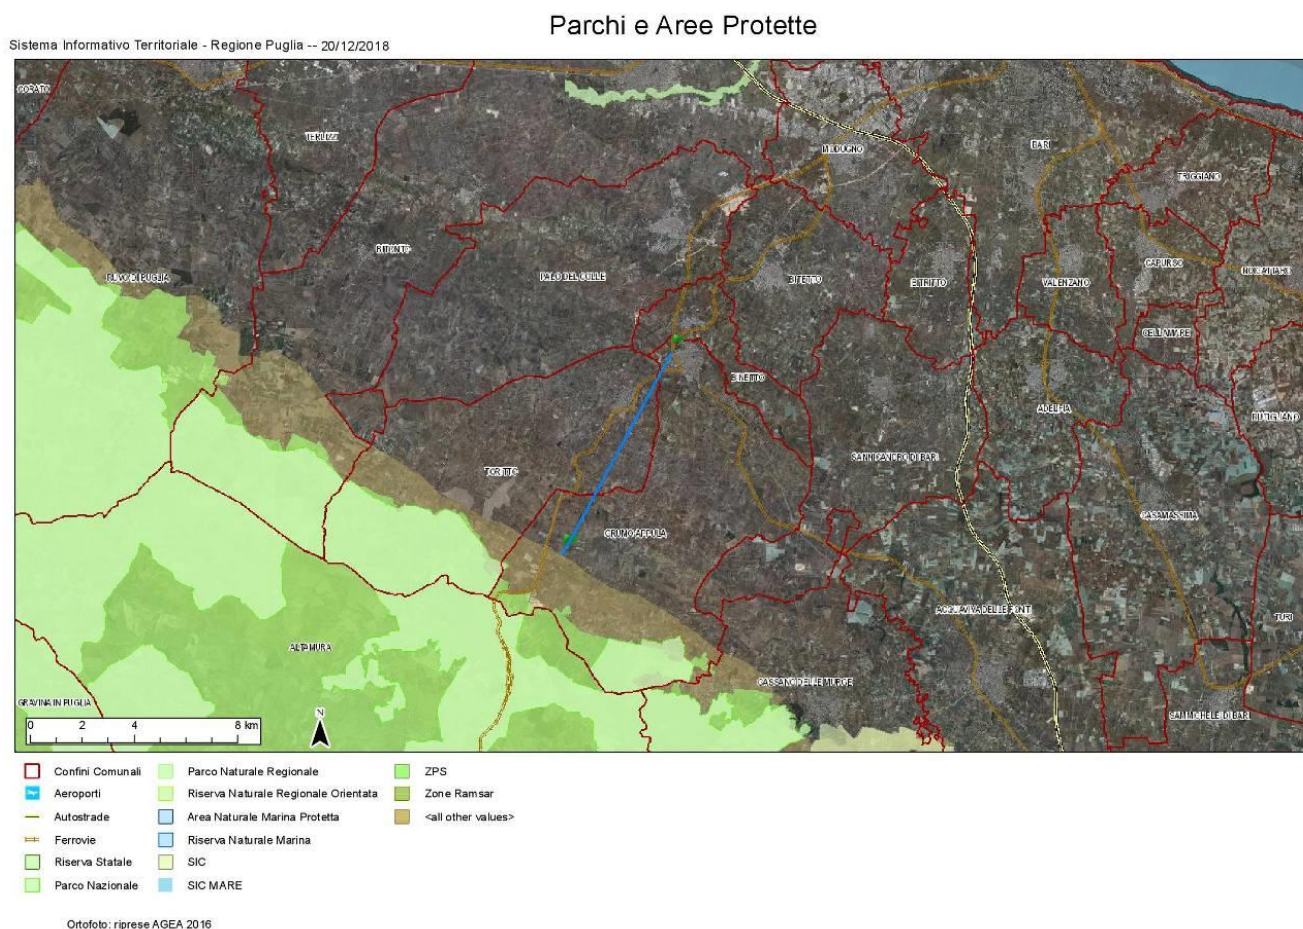 Parchi e Aree Protette
Sistema Informativo Territoriale - Regione Puglia -- 20/12/2018
CORATO
TERLIZZI
MODUGNO
BARI
TRIGGIANO
RUVO DI PUGLIA
BITONTO
PALO DEL COLLE
BITETTO
BITRITTO
VALENZANO
CAPURSO
NOICATTARO
CELLAMARE
BINETTO
ADELFIA
RUTIGLIANO
TORITTO
SANNICANDRO DI BARI
GRUMO APPULA
CASAMASSIMA
ACQUAVIVA DELLE FONTI
TURI
ALTAMURA
CASSANO DELLE MURGE
GRAVINA IN PUGLIA
SAMMICHELE DI BARI
0 2 4 8 km
N
Confini Comunali
Aeroporti
Autostrade
Ferrovie
Riserva Statale
Parco Nazionale
Parco Naturale Regionale
Riserva Naturale Regionale Orientata
Area Naturale Marina Protetta
Riserva Naturale Marina
SIC
SIC MARE
ZPS
Zone Ramsar
<all other values>
Ortofoto: riprese AGEA 2016